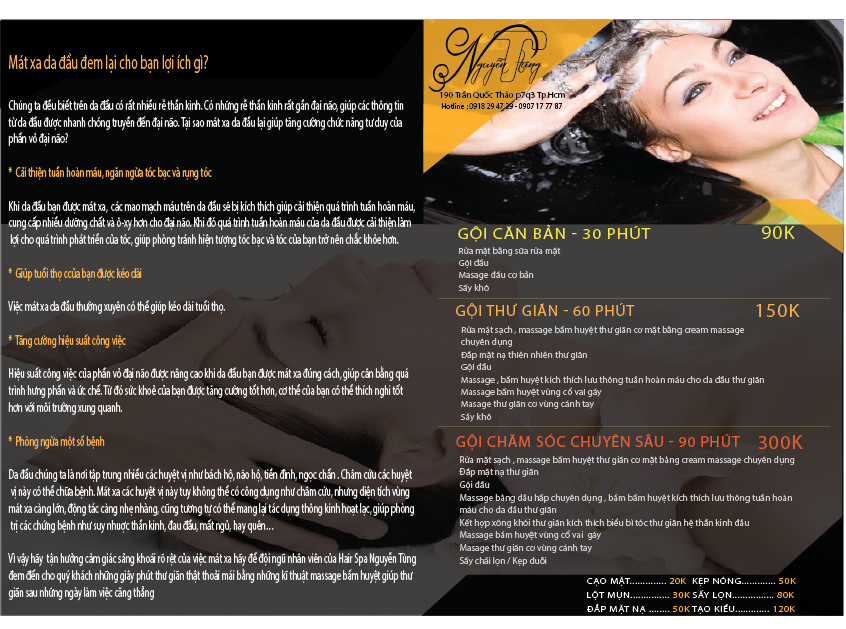 Mát xa da đầu đem lại cho bạn lợi ích gì?
Chúng ta đều biết trên da đầu có rất nhiều rễ thần kinh. Có những rễ thần kinh rất gần đại não, giúp các thông tin
từ da đầu được nhanh chóng truyền đến đại não. Tại sao mát xa da đầu lại giúp tăng cường chức năng tư duy của
phần vỏ đại não?
* Cải thiện tuần hoàn máu, ngăn ngừa tóc bạc và rụng tóc
Khi da đầu bạn được mát xa, các mao mạch máu trên da đầu sẽ bị kích thích giúp cải thiện quá trình tuần hoàn máu,
cung cấp nhiều dưỡng chất và ô-xy hơn cho đại não. Khi đó quá trình tuần hoàn máu của da đầu được cải thiện làm
lợi cho quá trình phát triển của tóc, giúp phòng tránh hiện tượng tóc bạc và tóc của bạn trở nên chắc khỏe hơn.
* Giúp tuổi thọ ccủa bạn được kéo dài
Việc mát xa da đầu thường xuyên có thể giúp kéo dài tuổi thọ.
* Tăng cường hiệu suất công việc
Hiệu suất công việc của phần vỏ đại não được nâng cao khi da đầu bạn được mát xa đúng cách, giúp cân bằng quá
trình hưng phấn và ức chế. Từ đó sức khoẻ của bạn được tăng cường tốt hơn, cơ thể của bạn có thể thích nghi tốt
hơn với môi trường xung quanh.
* Phòng ngừa một số bệnh
Da đầu chúng ta là nơi tập trung nhiều các huyệt vị như bách hộ, não hộ, tiền đình, ngọc chẩn . Châm cứu các huyệt
vị này có thể chữa bệnh. Mát xa các huyệt vị này tuy không thể có công dụng như châm cứu, nhưng diện tích vùng
mát xa càng lớn, động tác càng nhẹ nhàng, cũng tương tự có thể mang lại tác dụng thông kinh hoạt lạc, giúp phòng
trị các chứng bệnh như suy nhược thần kinh, đau đầu, mất ngủ, hay quên…
Vì vậy hãy tận hưởng cảm giác sảng khoái rõ rệt của việc mát xa hãy để đội ngũ nhân viên của Hair Spa Nguyễn Tùng
đem đến cho quý khách những giây phút thư giãn thật thoải mái bằng những kĩ thuật massage bấm huyệt giúp thư
giãn sau những ngày làm việc căng thẳng
NT
Nguyễn Tùng
190 Trần Quốc Thảo p7q3 Tp.Hcm
Hotline : 0918 29 47 29 - 0907 17 77 87
GỘI CĂN BẢN - 30 PHÚT 90K
Rửa mặt bằng sữa rửa mặt
Gội đầu
Masage đầu cơ bản
Sấy khô
GỘI THƯ GIÃN - 60 PHÚT 150K
Rửa mặt sạch , massage bấm huyệt thư giãn cơ mặt bằng cream massage
chuyên dụng
Đắp mặt nạ thiên nhiên thư giãn
Gội đầu
Massage , bấm huyệt kích thích lưu thông tuần hoàn máu cho da đầu thư giãn
Massage bấm huyệt vùng cổ vai gáy
Masage thư giãn cơ vùng cánh tay
Sấy khô
GỘI CHĂM SÓC CHUYÊN SÂU - 90 PHÚT 300K
Rửa mặt sạch , massage bấm huyệt thư giãn cơ mặt bằng cream massage chuyên dụng
Đắp mặt nạ thư giãn
Gội đầu
Massage bằng dầu hấp chuyên dụng , bấm bấm huyệt kích thích lưu thông tuần hoàn
máu cho da đầu thư giãn
Kết hợp xông khói thư giãn kích thích biểu bì tóc thư giãn hệ thần kinh đầu
Massage bấm huyệt vùng cổ vai gáy
Masage thư giãn cơ vùng cánh tay
Sấy chải lọn / Kẹp duỗi
CẠO MẶT............. 20K KẸP NÓNG............. 50K
LỘT MỤN............... 30K SẤY LỌN................ 80K
ĐẮP MẶT NẠ ........ 50K TẠO KIỂU............. 120K